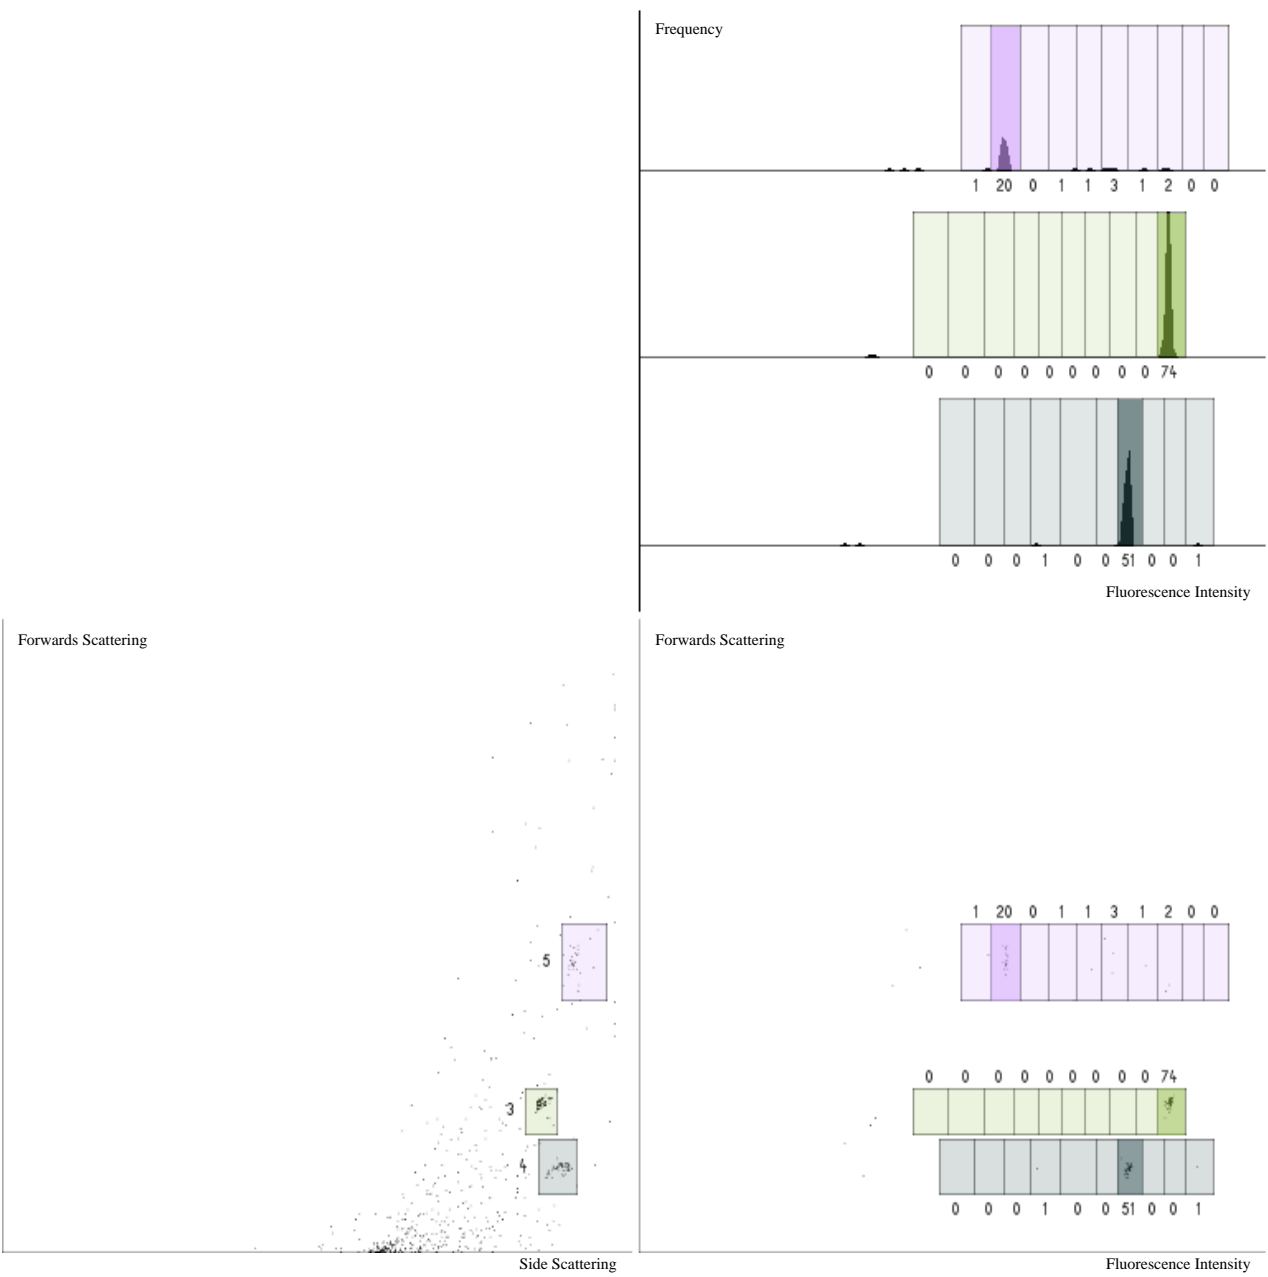 Frequency
1 20 0 1 1 3 1 2 0 0
0 0 0 0 0 0 0 0 0 74
0 0 0 1 0 0 51 0 0 1
Fluorescence Intensity
Forwards Scattering
5
3
4
Side Scattering
Forwards Scattering
1 20 0 1 1 3 1 2 0 0
0 0 0 0 0 0 0 0 0 74
0 0 0 1 0 0 51 0 0 1
Fluorescence Intensity